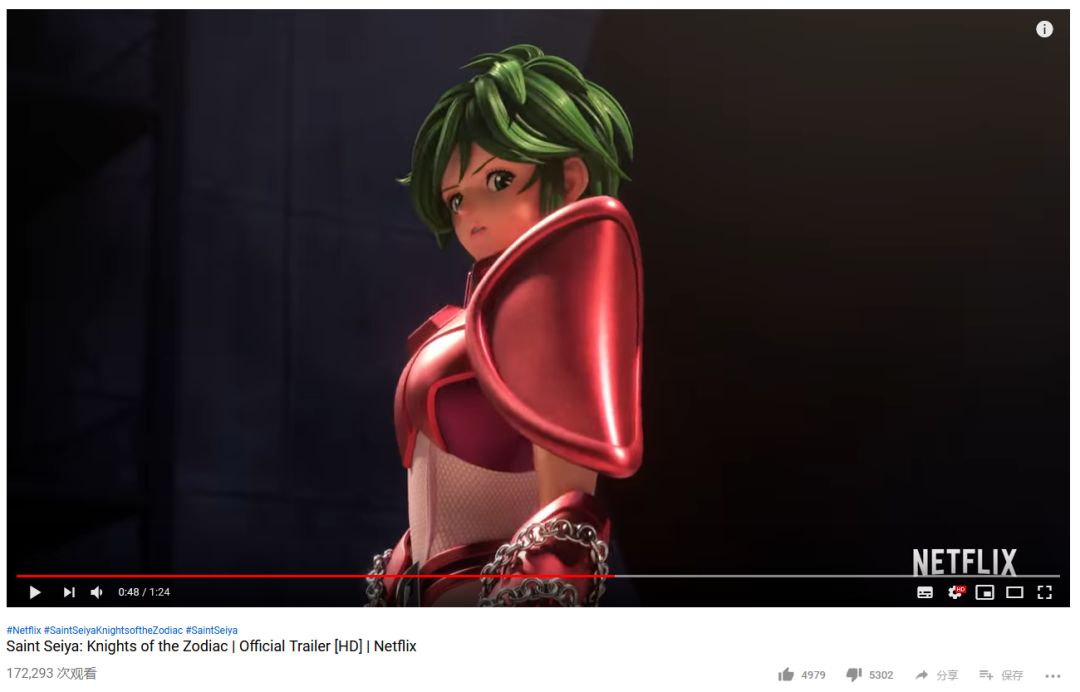 NETFLIX
0:48 / 1:24
HD
#Netflix #SaintSeiyaKnightsoftheZodiac #SaintSeiya
Saint Seiya: Knights of the Zodiac | Official Trailer [HD] | Netflix
172,293 次观看
4979 5302 分享 保存